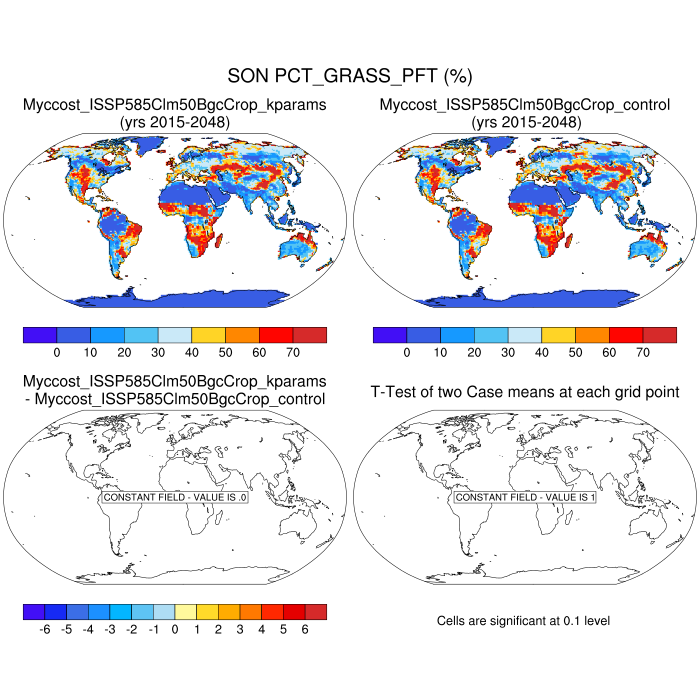 SON PCT_GRASS_PFT (%)
Myccost_ISSP585Clm50BgcCrop_kparams
(yrs 2015-2048)
Myccost_ISSP585Clm50BgcCrop_control
(yrs 2015-2048)
0 10 20 30 40 50 60 70
0 10 20 30 40 50 60 70
Myccost_ISSP585Clm50BgcCrop_kparams
- Myccost_ISSP585Clm50BgcCrop_control
T-Test of two Case means at each grid point
CONSTANT FIELD - VALUE IS .0
CONSTANT FIELD - VALUE IS 1
-6 -5 -4 -3 -2 -1 0 1 2 3 4 5 6
Cells are significant at 0.1 level